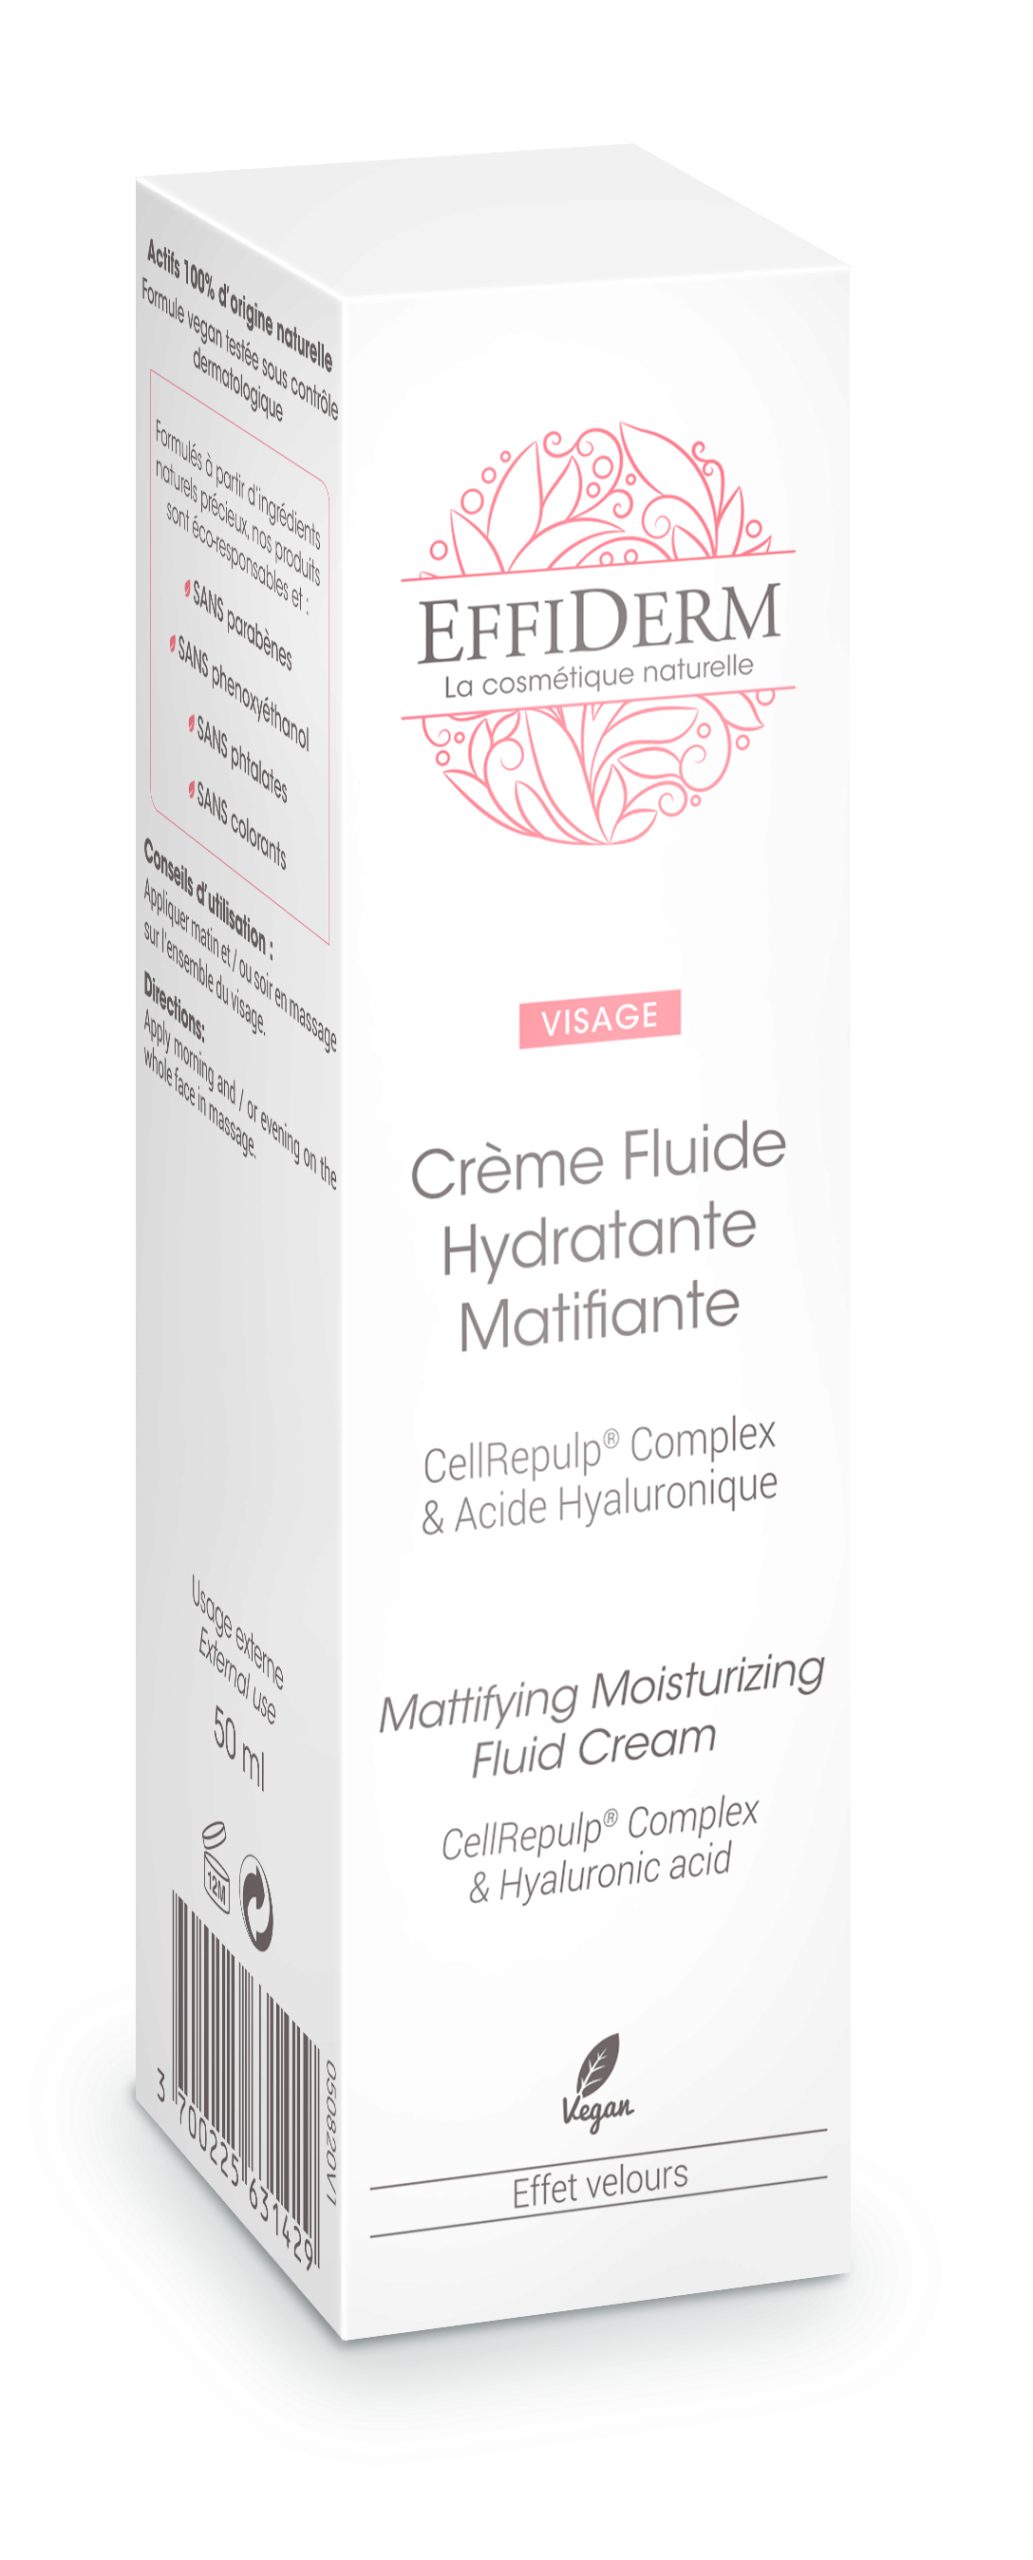 Actifs 100% d'origine naturelle
Formule vegan testée sous contrôle
dermatologique
Formulés à partir d'ingrédients
naturels précieux, nos produits
sont éco-responsables et :
SANS parabènes
SANS phenoxyéthanol
SANS phtalates
SANS colorants
Conseils d'utilisation :
Appliquer matin et / ou soir en massage
sur l'ensemble du visage.
Directions:
Apply morning and / or evening on the
whole face in massage.
Usage externe
External use
50 ml
12M
3 700225 631429
050820V1
EFFIDERM
La cosmétique naturelle
VISAGE
Crème Fluide
Hydratante
Matifiante
CellRepulp® Complex
& Acide Hyaluronique
Mattifying Moisturizing
Fluid Cream
CellRepulp® Complex
& Hyaluronic acid
Vegan
Effet velours